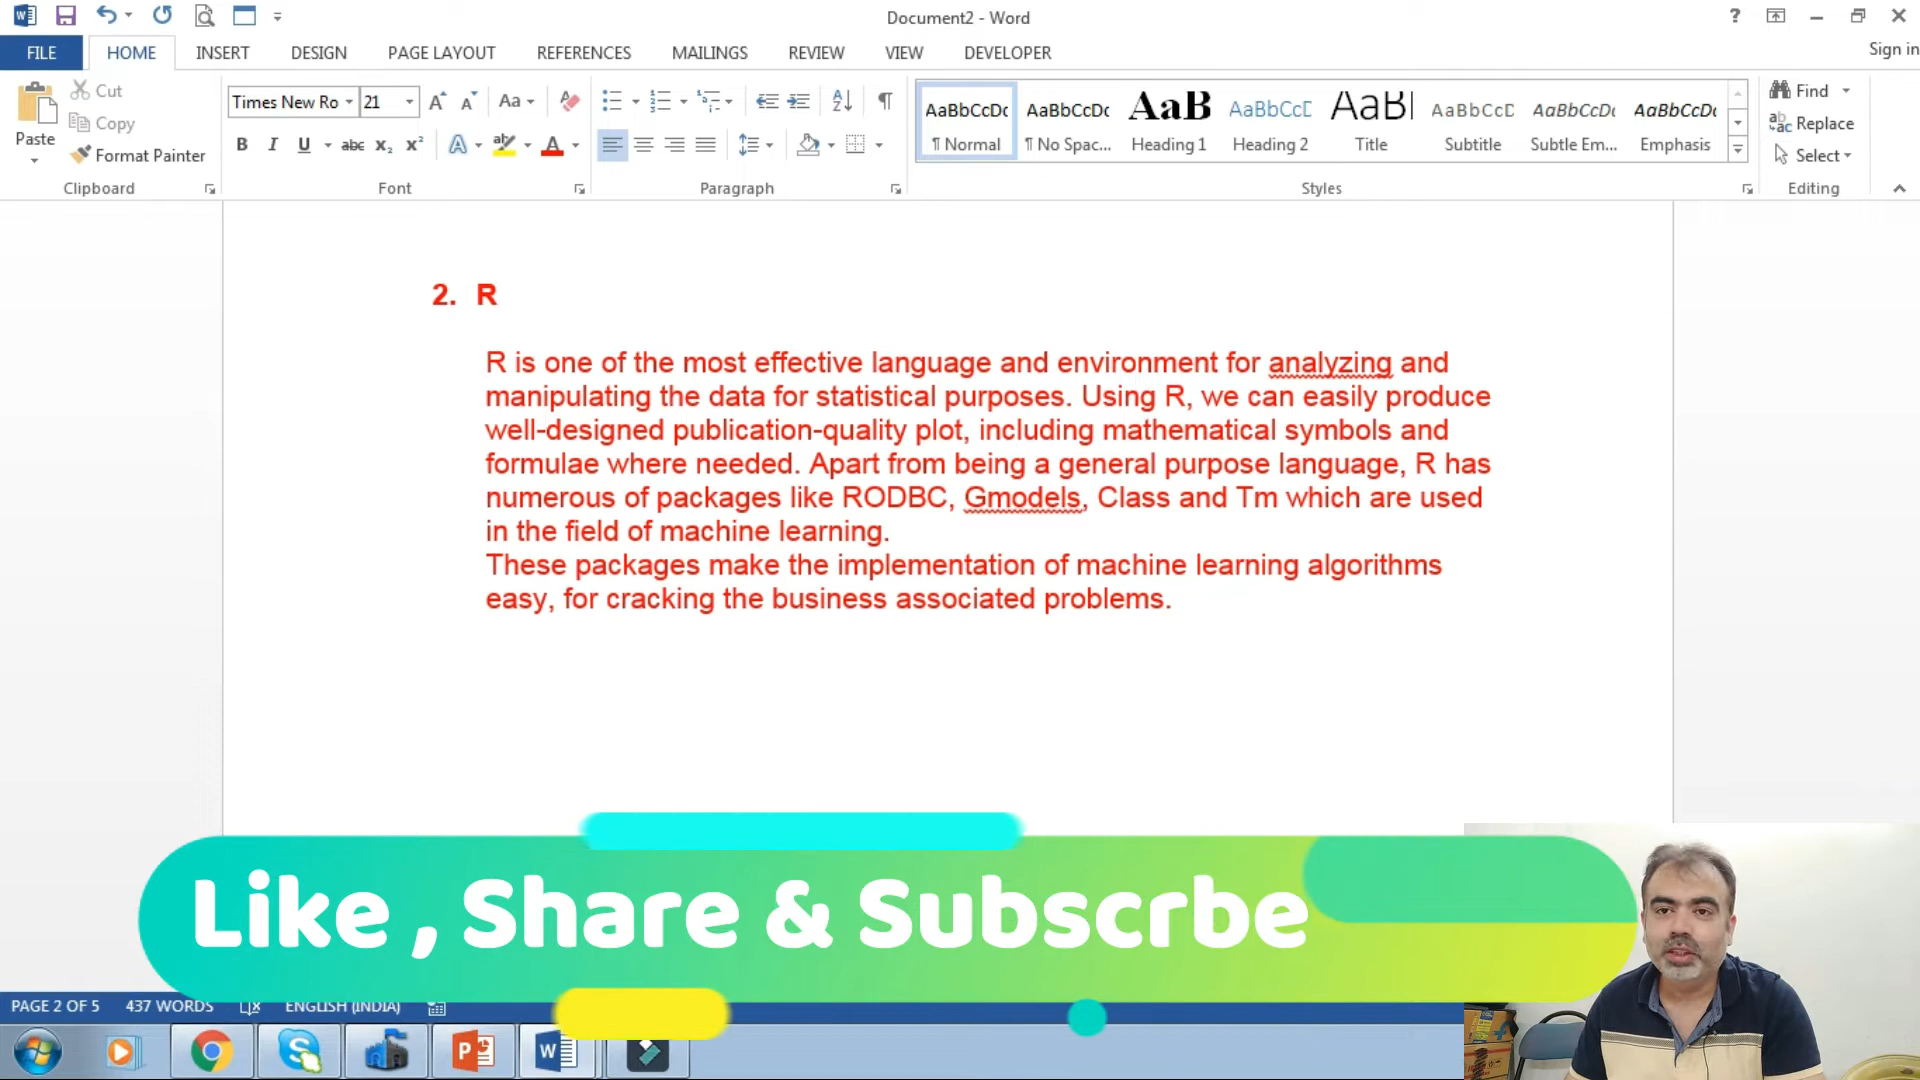 Document2 - Word
?
FILE HOME INSERT DESIGN PAGE LAYOUT REFERENCES MAILINGS REVIEW VIEW DEVELOPER
Sign in
Paste
Cut
Copy
Format Painter
Clipboard
Times New Ro 21
Aa
B I U abc x₂ x²
Font
Paragraph
AaBbCcDc AaBbCcDc AaB AaBbCcD AaB AaBbCcD AaBbCcDc AaBbCcDc
¶ Normal ¶ No Spac... Heading 1 Heading 2 Title Subtitle Subtle Em... Emphasis
Styles
Find
Replace
Select
Editing
2. R
R is one of the most effective language and environment for analyzing and
manipulating the data for statistical purposes. Using R, we can easily produce
well-designed publication-quality plot, including mathematical symbols and
formulae where needed. Apart from being a general purpose language, R has
numerous of packages like RODBC, Gmodels, Class and Tm which are used
in the field of machine learning.
These packages make the implementation of machine learning algorithms
easy, for cracking the business associated problems.
Like , Share & Subscrbe
PAGE 2 OF 5 437 WORDS ENGLISH (INDIA)